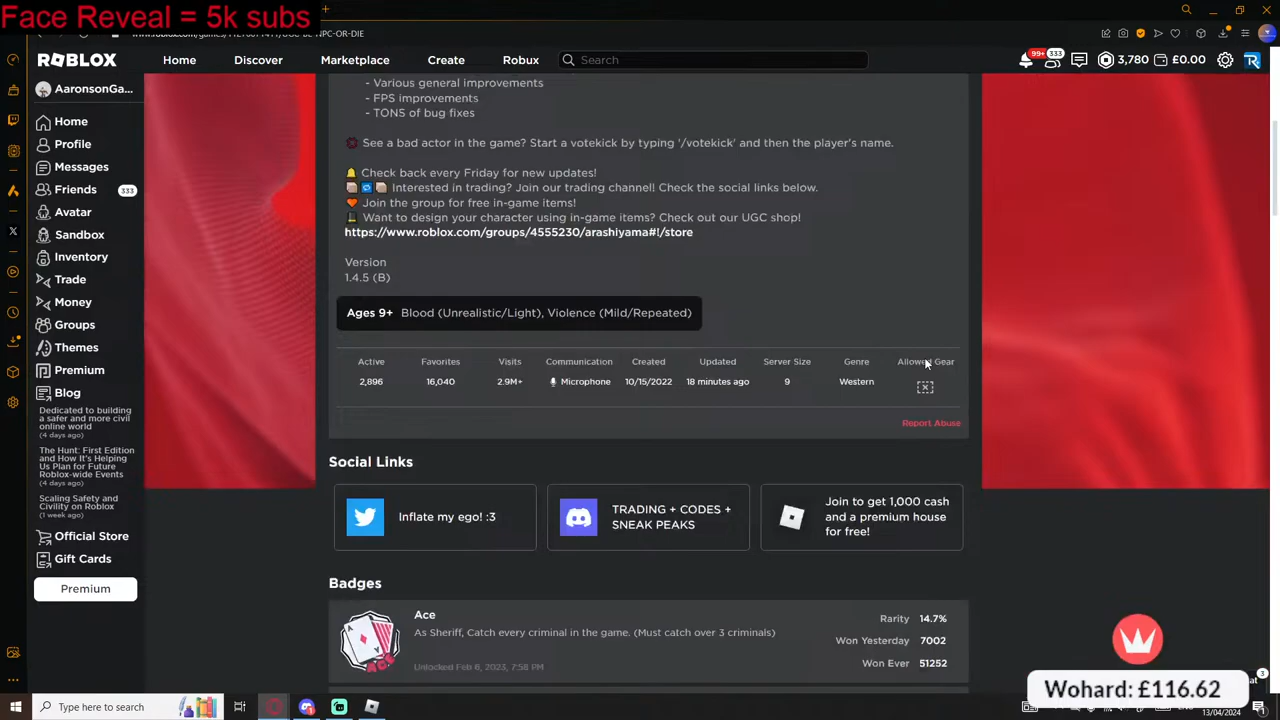 Face Reveal = 5k subs
ROBLOX
Home
Discover
Marketplace
Create
Robux
Search
99+
333
3,780
£0.00
AaronsonGa...
Home
Profile
Messages
Friends
333
Avatar
Sandbox
Inventory
Trade
Money
Groups
Themes
Premium
Blog
Dedicated to building
a safer and more civil
online world
(4 days ago)
The Hunt: First Edition
and How It's Helping
Us Plan for Future
Roblox-wide Events
(4 days ago)
Scaling Safety and
Civility on Roblox
(1 week ago)
Official Store
Gift Cards
Premium
- Various general improvements
- FPS improvements
- TONS of bug fixes
See a bad actor in the game? Start a votekick by typing '/votekick' and then the player's name.
Check back every Friday for new updates!
Interested in trading? Join our trading channel! Check the social links below.
Join the group for free in-game items!
Want to design your character using in-game items? Check out our UGC shop!
https://www.roblox.com/groups/4555230/arashiyama#!/store
Version
1.4.5 (B)
Ages 9+ Blood (Unrealistic/Light), Violence (Mild/Repeated)
Active Favorites Visits Communication Created Updated Server Size Genre Allowed Gear
2,896 16,040 2.9M+ Microphone 10/15/2022 18 minutes ago 9 Western
Report Abuse
Social Links
Inflate my ego! :3
TRADING + CODES +
SNEAK PEAKS
Join to get 1,000 cash
and a premium house
for free!
Badges
Ace
As Sheriff, Catch every criminal in the game. (Must catch over 3 criminals)
Unlocked Feb 6, 2023, 7:58 PM
Rarity 14.7%
Won Yesterday 7002
Won Ever 51252
Wohard: £116.62
Type here to search
13/04/2024